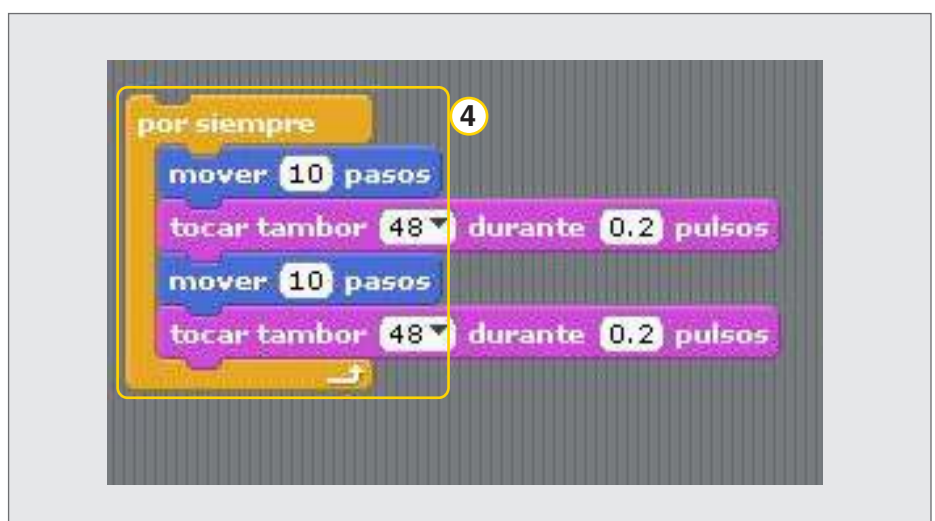 por siempre
4
mover 10 pasos
tocar tambor 48 durante 0.2 pulsos
mover 10 pasos
tocar tambor 48 durante 0.2 pulsos